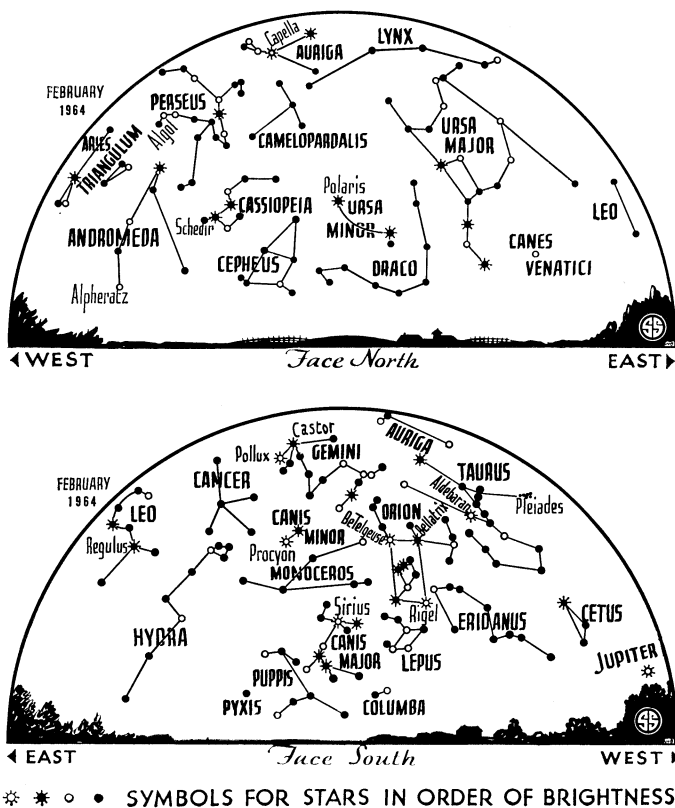 Capella
AURIGA
LYNX
FEBRUARY
1964
PERSEUS
Algol
ARIES
TRIANGULUM
CAMELOPARDALIS
URSA
MAJOR
CASSIOPEIA
Schedir
Polaris
URSA
MINOR
LEO
ANDROMEDA
CEPHEUS
DRACO
CANES
VENATICI
Alpheratz
SS
WEST
Face North
EAST
Castor
AURIGA
Pollux
GEMINI
TAURUS
FEBRUARY
1964
CANCER
Aldebaran
Pleiades
LEO
ORION
CANIS
MINOR
Betelgeuse
Bellatrix
Regulus
Procyon
MONOCEROS
Sirius
Rigel
ERIDANUS
CETUS
HYDRA
CANIS
MAJOR
LEPUS
JUPITER
PUPPIS
PYXIS
COLUMBA
SS
EAST
Face South
WEST
SYMBOLS FOR STARS IN ORDER OF BRIGHTNESS